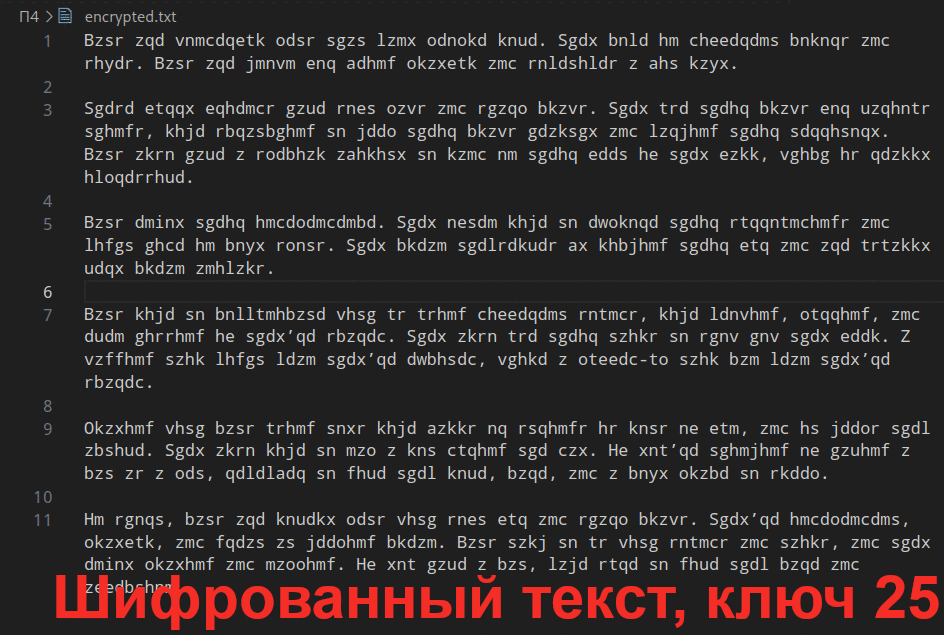 П4 > encrypted.txt
1 Bzsr zqd vnmcdqetk odsr sgzs lzmx odnokd knud. Sgdx bnld hm cheedqdms bnknqr zmc
rhydr. Bzsr zqd jmnvm enq adhmf okzxetk zmc rnldshldr z ahs kzyx.
2
3 Sgdrd etqqx eqhdmcr gzud rnes ozvr zmc rgzqo bkzvr. Sgdx trd sgdhq bkzvr enq uzqhntr
sghmfr, khjd rbqzsbghmf sn jddo sgdhq bkzvr gdzksgx zmc lzqjhmf sgdhq sdqqhsnqx.
Bzsr zkrn gzud z rodbhzk zahkhsx sn kzmc nm sgdhq edds he sgdx ezkk, vghbg hr qdzkkx
hloqdrrhud.
4
5 Bzsr dminx sgdhq hmcdodmcdmbd. Sgdx nesdm khjd sn dwoknqd sgdhq rtqqntmchmfr zmc
lhfgs ghcd hm bnyx ronsr. Sgdx bkdzm sgdlrdkudr ax khbjhmf sgdhq etq zmc zqd trtzkkx
udqx bkdzm zmhlzkr.
6
7 Bzsr khjd sn bnlltmhbzsd vhsg tr trhmf cheedqdms rntmcr, khjd ldnvhmf, otqqhmf, zmc
dudm ghrrhmf he sgdx’qd rbzqdc. Sgdx zkrn trd sgdhq szhkr sn rgnv gnv sgdx eddk. Z
vzffhmf szhk lhfgs ldzm sgdx’qd dwbhsdc, vghkd z oteedc-to szhk bzm ldzm sgdx’qd
rbzqdc.
8
9 Okzxhmf vhsg bzsr trhmf snxr khjd azkkr nq rsqhmfr hr knsr ne etm, zmc hs jddor sgdl
zbshud. Sgdx zkrn khjd sn mzo z kns ctqhmf sgd czx. He xnt’qd sghmjhmf ne gzuhmf z
bzs zr z ods, qdldladq sn fhud sgdl knud, bzqd, zmc z bnyx okzbd sn rkddo.
10
11 Hm rgnqs, bzsr zqd knudkx odsr vhsg rnes etq zmc rgzqo bkzvr. Sgdx’qd hmcdodmcdms,
okzxetk, zmc fqdzs zs jddohmf bkdzm. Bzsr szkj sn tr vhsg rntmcr zmc szhkr, zmc sgdx
dminx okzxhmf zmc mzoohmf. He xnt gzud z bzs, lzjd rtqd sn fhud sgdl bzqd zmc
Шифрованный текст, ключ 25